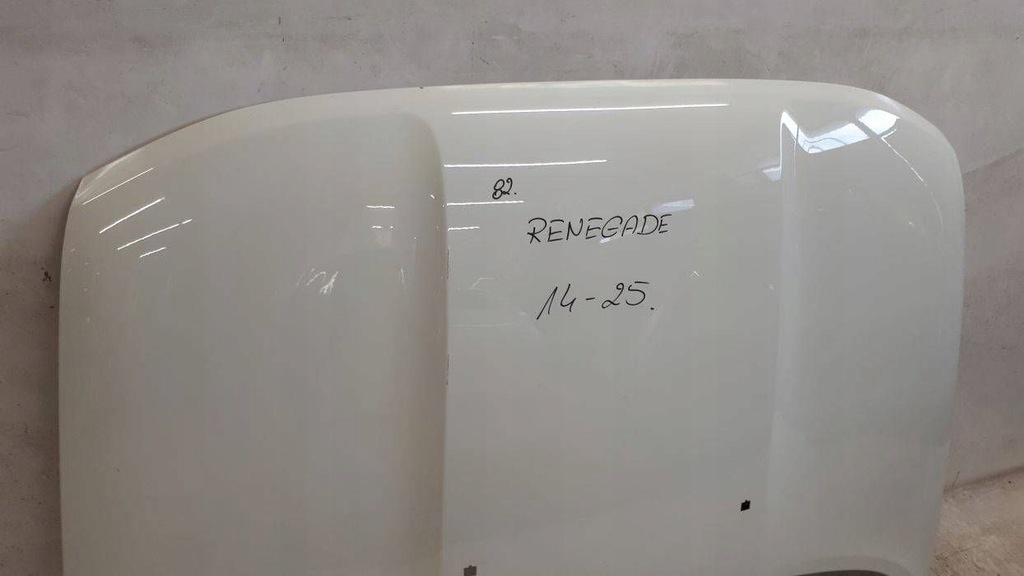 82.
RENEGADE
14-25.